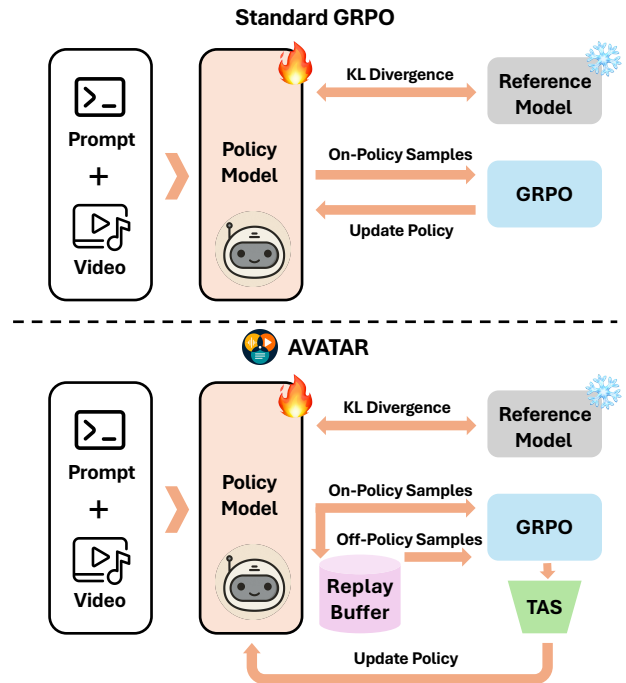 Standard GRPO
Prompt
+
Video
Policy
Model
KL Divergence
Reference
Model
On-Policy Samples
GRPO
Update Policy
AVATAR
Prompt
+
Video
Policy
Model
KL Divergence
Reference
Model
On-Policy Samples
Off-Policy Samples
GRPO
Replay
Buffer
TAS
Update Policy